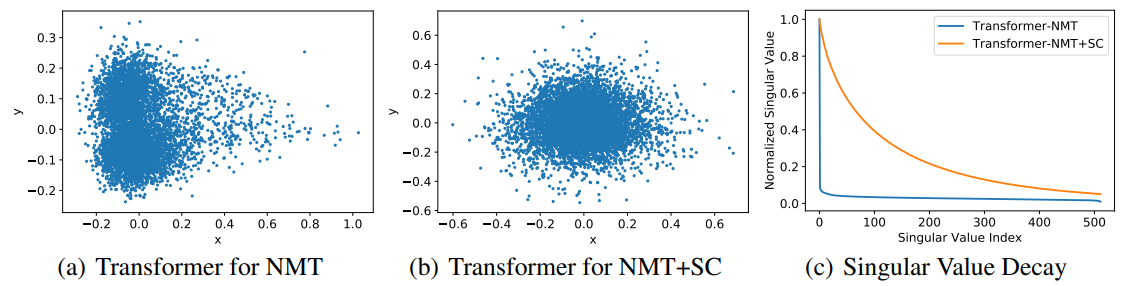 0.3
0.2
0.1
0.0
−0.1
−0.2
y
−0.2 0.0 0.2 0.4 0.6 0.8 1.0
x
(a) Transformer for NMT
0.6
0.4
0.2
0.0
−0.2
−0.4
−0.6
y
−0.6 −0.4 −0.2 0.0 0.2 0.4 0.6
x
(b) Transformer for NMT+SC
Transformer-NMT
Transformer-NMT+SC
1.0
0.8
0.6
0.4
0.2
0.0
Normalized Singular Value
0 100 200 300 400 500
Singular Value Index
(c) Singular Value Decay